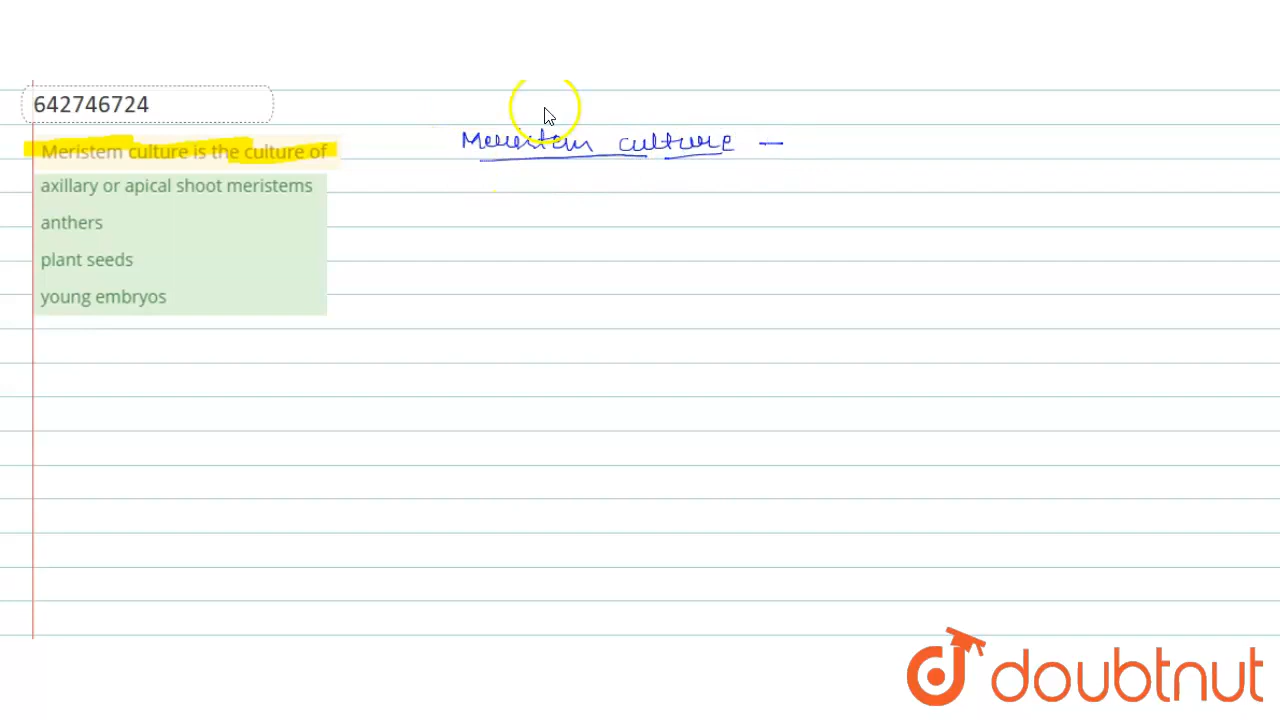 642746724
Meristem culture is the culture of
Meristem culture —
axillary or apical shoot meristems
anthers
plant seeds
young embryos
doubtnut